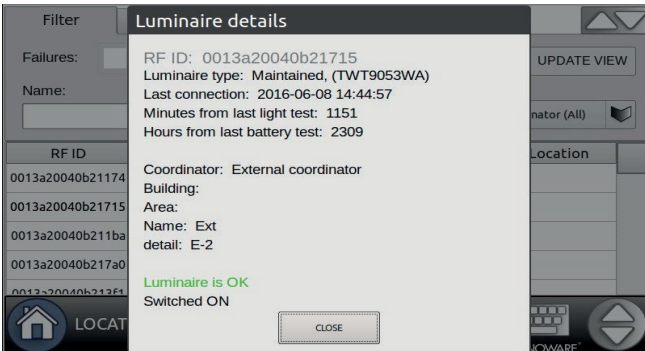 Filter
Luminaire details
Failures:
UPDATE VIEW
Name:
RF ID: 0013a20040b21715
Luminaire type: Maintained, (TWT9053WA)
Last connection: 2016-06-08 14:44:57
Minutes from last light test: 1151
Hours from last battery test: 2309
nator (All)
RF ID
Location
0013a20040b21174
0013a20040b21715
0013a20040b211ba
0013a20040b217a0
0013a20040b213f1
Coordinator: External coordinator
Building:
Area:
Name: Ext
detail: E-2
Luminaire is OK
Switched ON
CLOSE
LOCAT